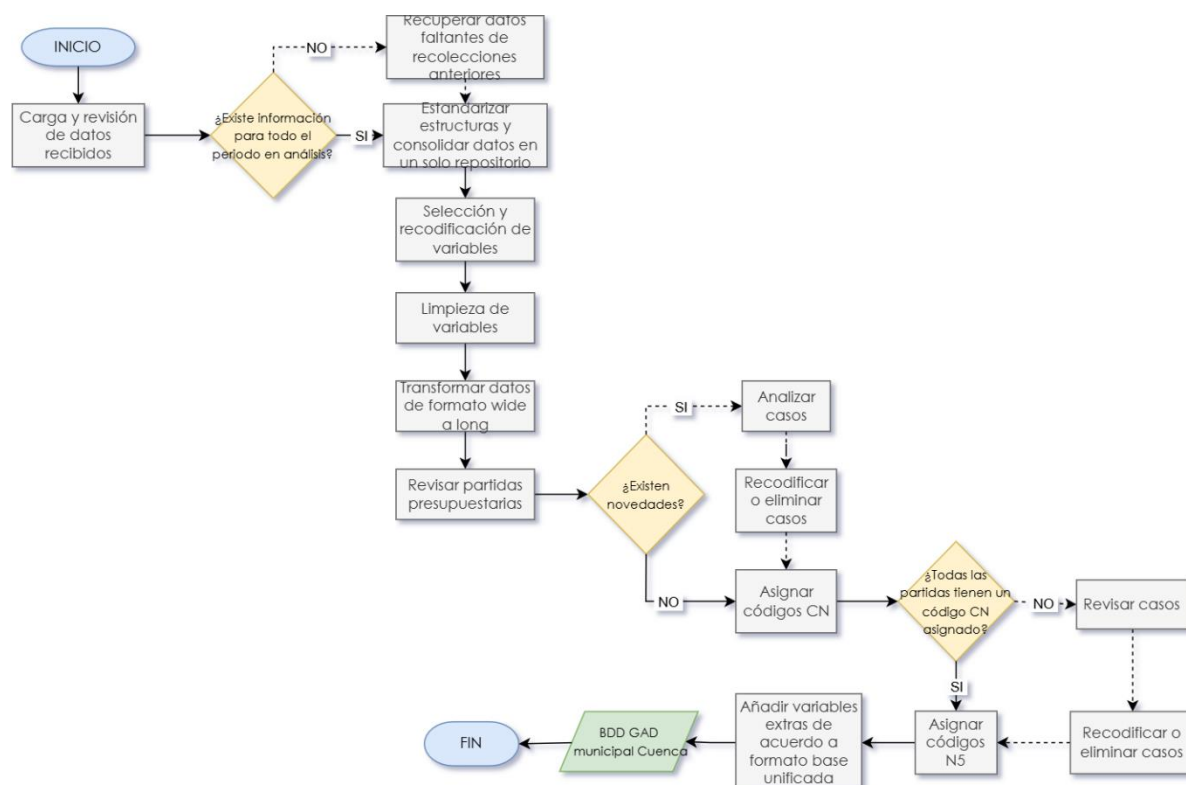 INICIO
Carga y revisión
de datos
recibidos
¿Existe información
para todo el
periodo en análisis?
NO
SI
Recuperar datos
faltantes de
recolecciones
anteriores
Estandarizar
estructuras y
consolidar datos en
un solo repositorio
Selección y
recodificación de
variables
Limpieza de
variables
Transformar datos
de formato wide
a long
Revisar partidas
presupuestarias
¿Existen
novedades?
SI
NO
Analizar
casos
Recodificar
o eliminar
casos
Asignar
códigos CN
¿Todas las
partidas tienen un
código CN
asignado?
NO
SI
Revisar casos
Recodificar o
eliminar casos
Asignar
códigos
N5
Añadir variables
extras de
acuerdo a
formato base
unificada
BDD GAD
municipal Cuenca
FIN